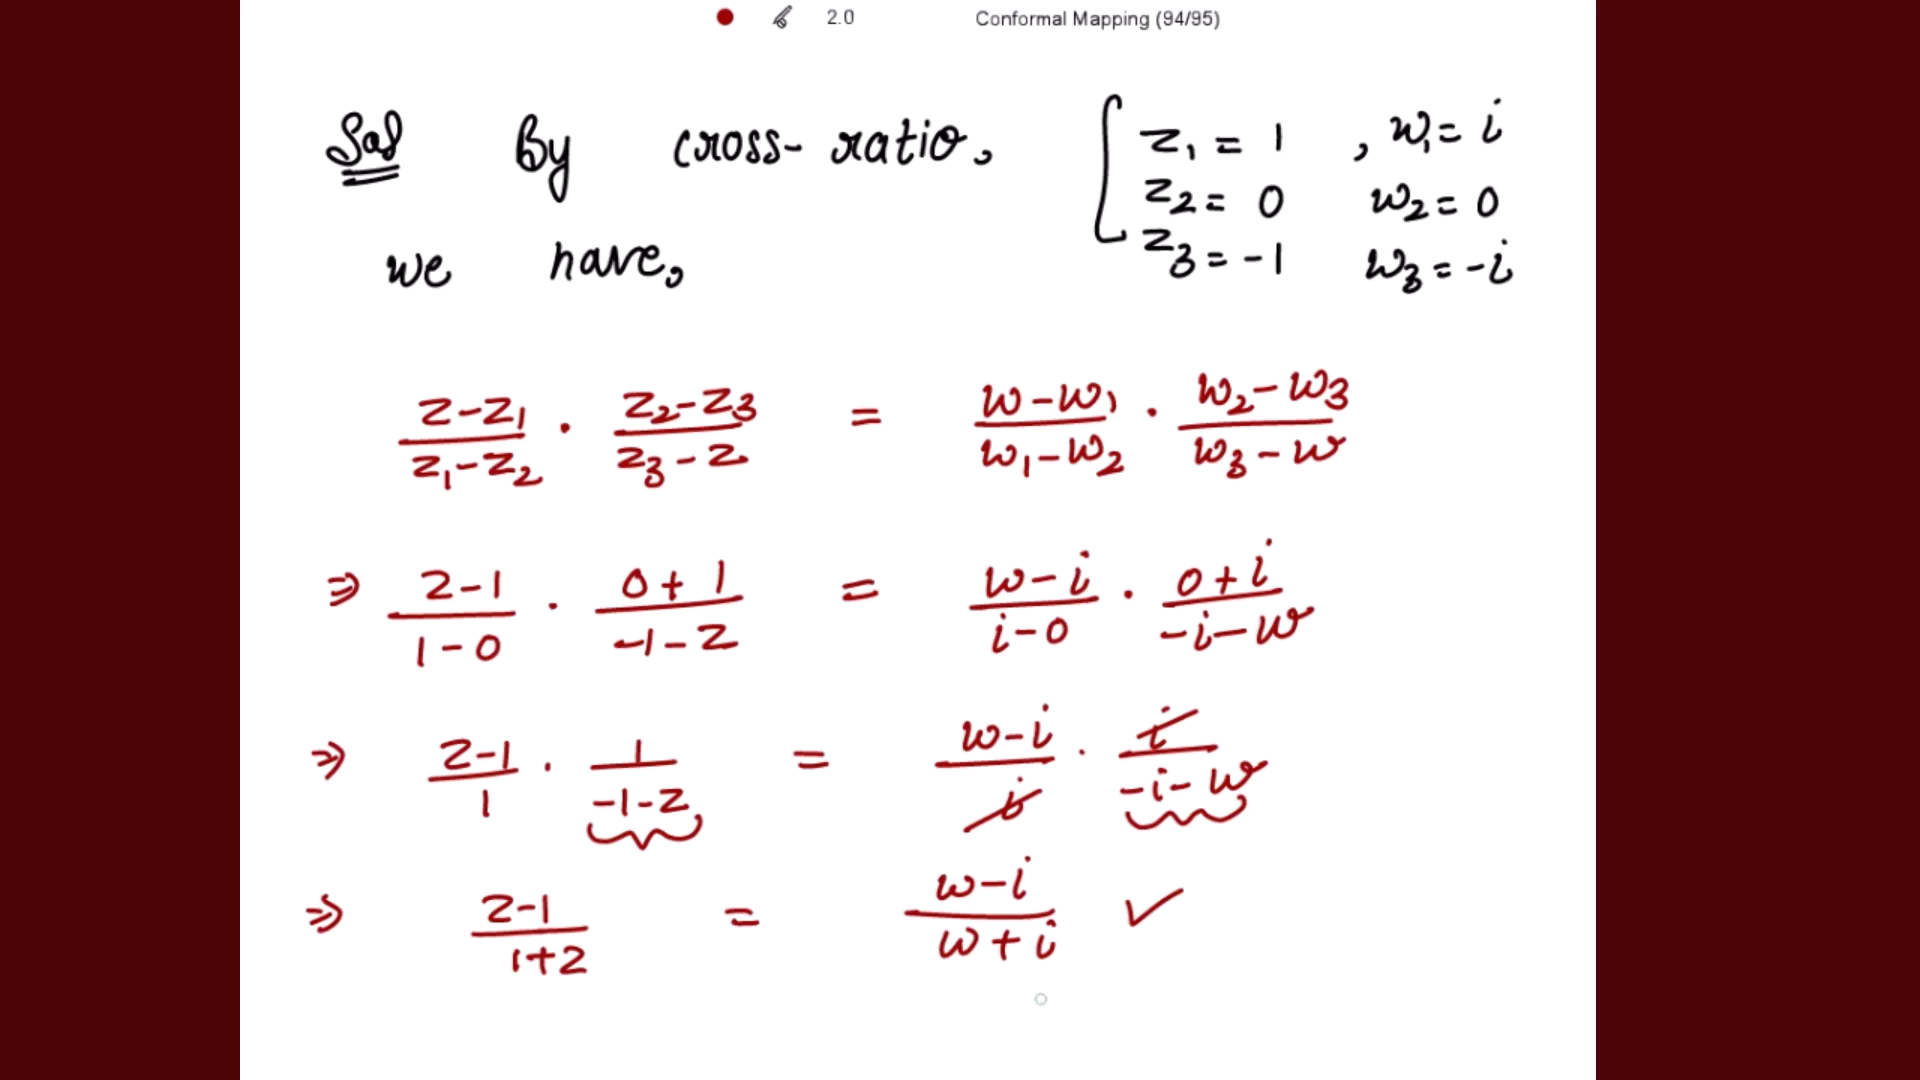 2.0 Conformal Mapping (94/95)
Sol By cross-ratio, z₁ = 1 , w₁ = i
z₂ = 0 w₂ = 0
we have, z₃ = -1 w₃ = -i
(z-z₁)/(z₁-z₂) · (z₂-z₃)/(z₃-z) = (w-w₁)/(w₁-w₂) · (w₂-w₃)/(w₃-w)
⇒ (z-1)/(1-0) · (0+1)/(-1-z) = (w-i)/(i-0) · (0+i)/(-i-w)
⇒ (z-1)/1 · 1/(-1-z) = (w-i)/i · i/(-i-w)
⇒ (z-1)/(1+z) = (w-i)/(w+i) ✓